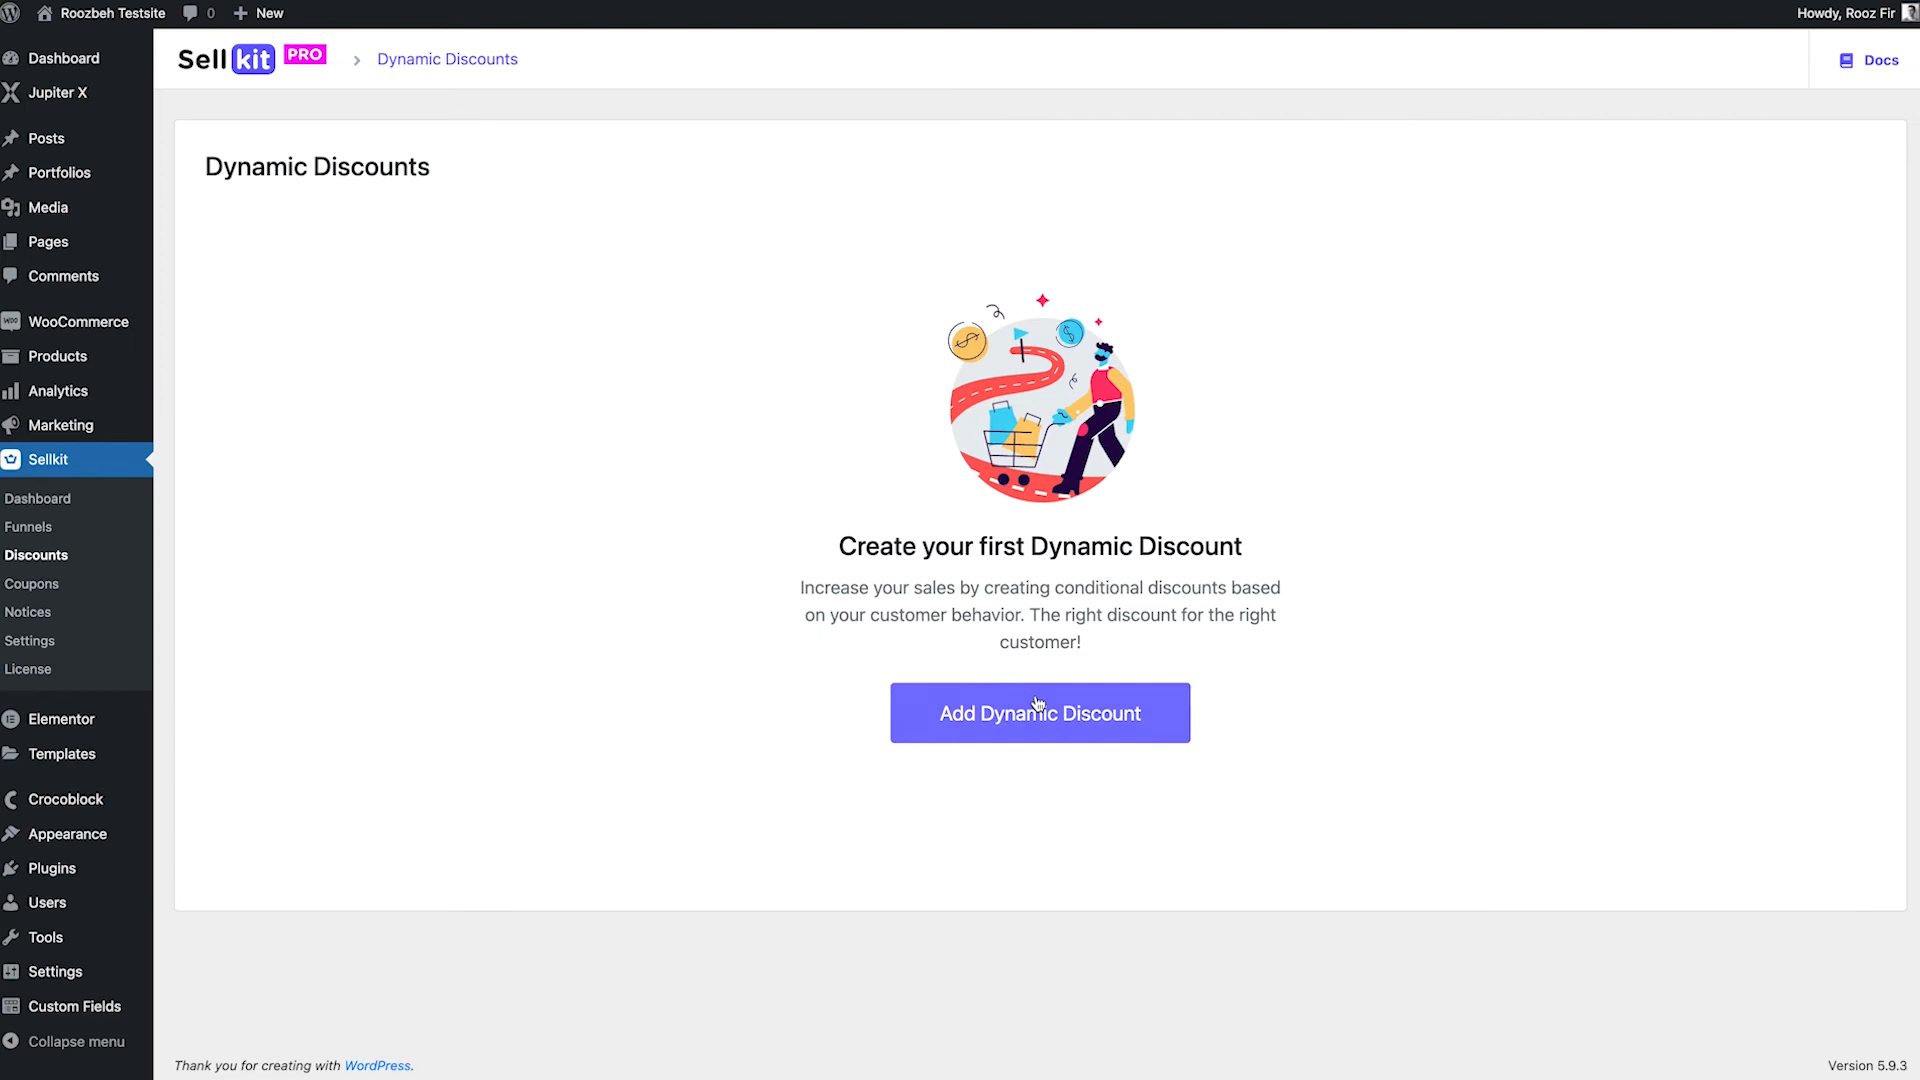 Roozbeh Testsite 0 New Howdy, Rooz Fir
Dashboard
Jupiter X
Posts
Portfolios
Media
Pages
Comments
WooCommerce
Products
Analytics
Marketing
Sellkit
Dashboard
Funnels
Discounts
Coupons
Notices
Settings
License
Elementor
Templates
Crocoblock
Appearance
Plugins
Users
Tools
Settings
Custom Fields
Collapse menu
Sellkit PRO › Dynamic Discounts Docs
Dynamic Discounts
Create your first Dynamic Discount
Increase your sales by creating conditional discounts based
on your customer behavior. The right discount for the right
customer!
Add Dynamic Discount
Thank you for creating with WordPress. Version 5.9.3